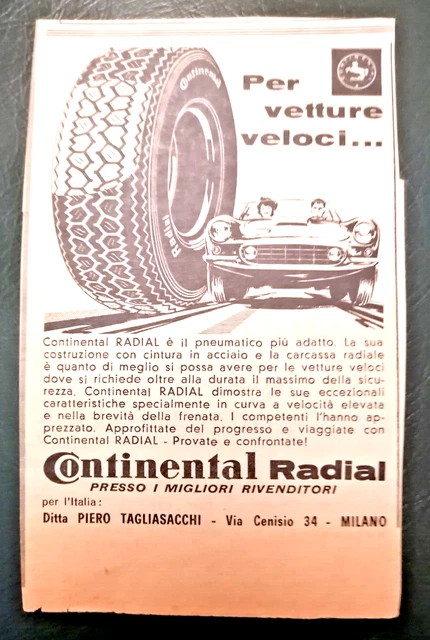 Continental
Radial
Per
vetture
veloci...
Continental RADIAL è il pneumatico più adatto. La sua
costruzione con cintura in acciaio e la carcassa radiale
è quanto di meglio si possa avere per le vetture veloci
dove si richiede oltre alla durata il massimo della sicu-
rezza. Continental RADIAL dimostra le sue eccezionali
caratteristiche specialmente in curva a velocità elevata
e nella brevità della frenata. I competenti l'hanno ap-
prezzato. Approfittate del progresso e viaggiate con
Continental RADIAL - Provate e confrontate!
Continental Radial
PRESSO I MIGLIORI RIVENDITORI
per l'Italia:
Ditta PIERO TAGLIASACCHI - Via Cenisio 34 - MILANO